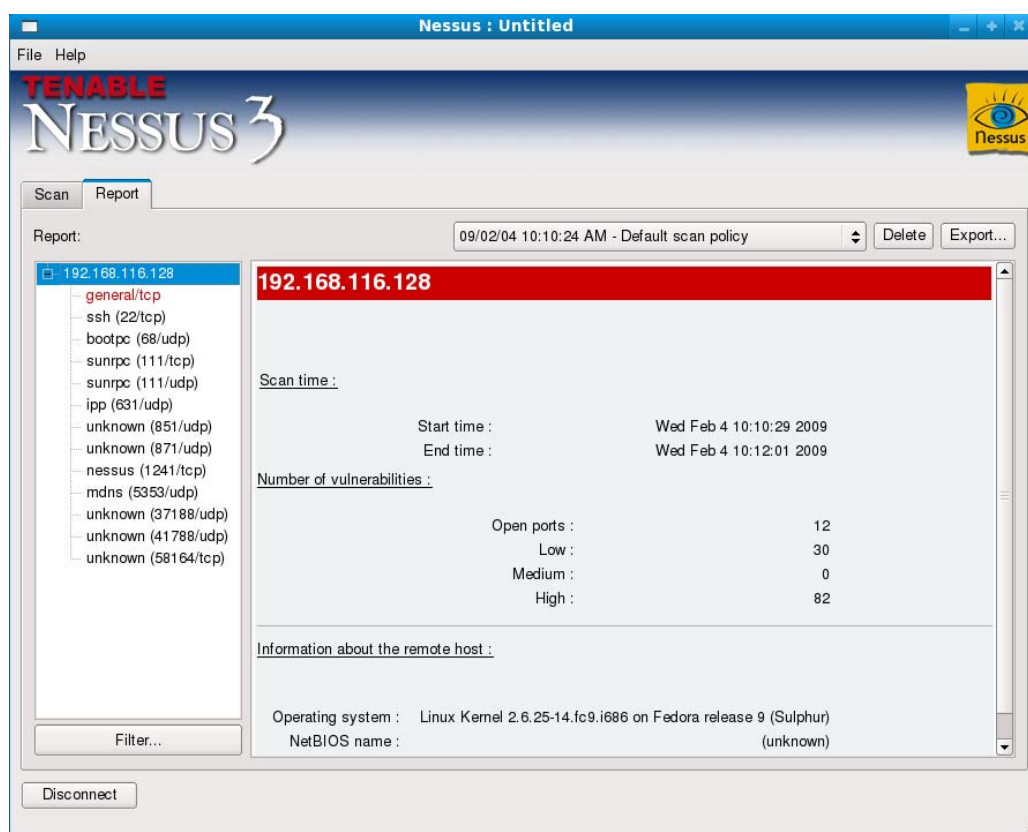 Nessus : Untitled
File Help
TENABLE
NESSUS 3
Nessus
Scan Report
Report: 09/02/04 10:10:24 AM - Default scan policy Delete Export...
192.168.116.128
general/tcp
ssh (22/tcp)
bootpc (68/udp)
sunrpc (111/tcp)
sunrpc (111/udp)
ipp (631/udp)
unknown (851/udp)
unknown (871/udp)
nessus (1241/tcp)
mdns (5353/udp)
unknown (37188/udp)
unknown (41788/udp)
unknown (58164/tcp)
Filter...
192.168.116.128
Scan time :
Start time : Wed Feb 4 10:10:29 2009
End time : Wed Feb 4 10:12:01 2009
Number of vulnerabilities :
Open ports : 12
Low : 30
Medium : 0
High : 82
Information about the remote host :
Operating system : Linux Kernel 2.6.25-14.fc9.i686 on Fedora release 9 (Sulphur)
NetBIOS name : (unknown)
Disconnect